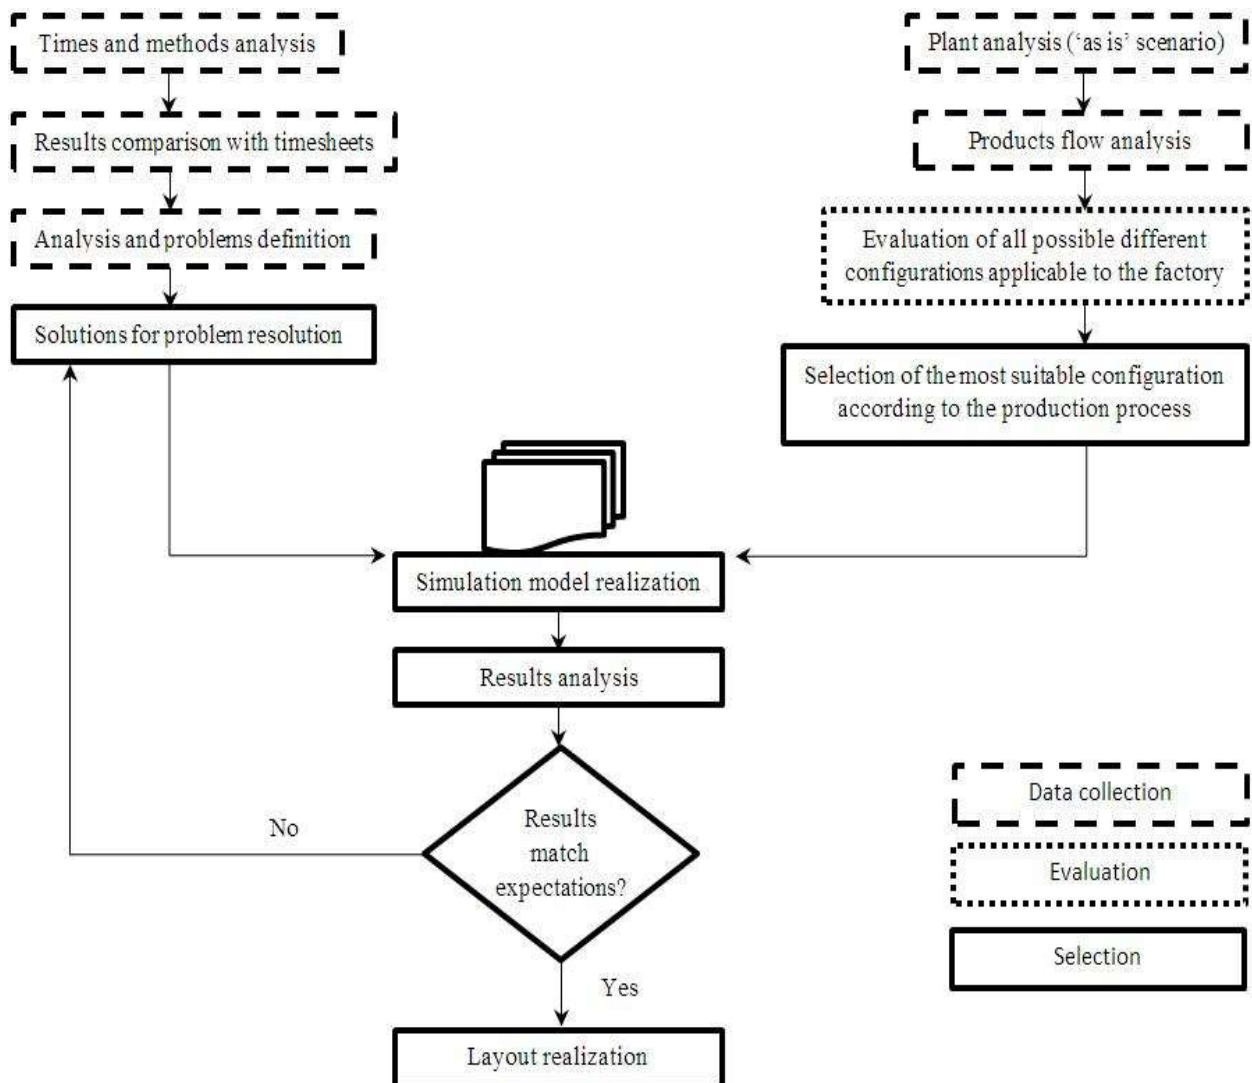 Times and methods analysis
Results comparison with timesheets
Analysis and problems definition
Solutions for problem resolution
Plant analysis (‘as is’ scenario)
Products flow analysis
Evaluation of all possible different
configurations applicable to the factory
Selection of the most suitable configuration
according to the production process
Simulation model realization
Results analysis
Results
match
expectations?
No
Yes
Layout realization
Data collection
Evaluation
Selection